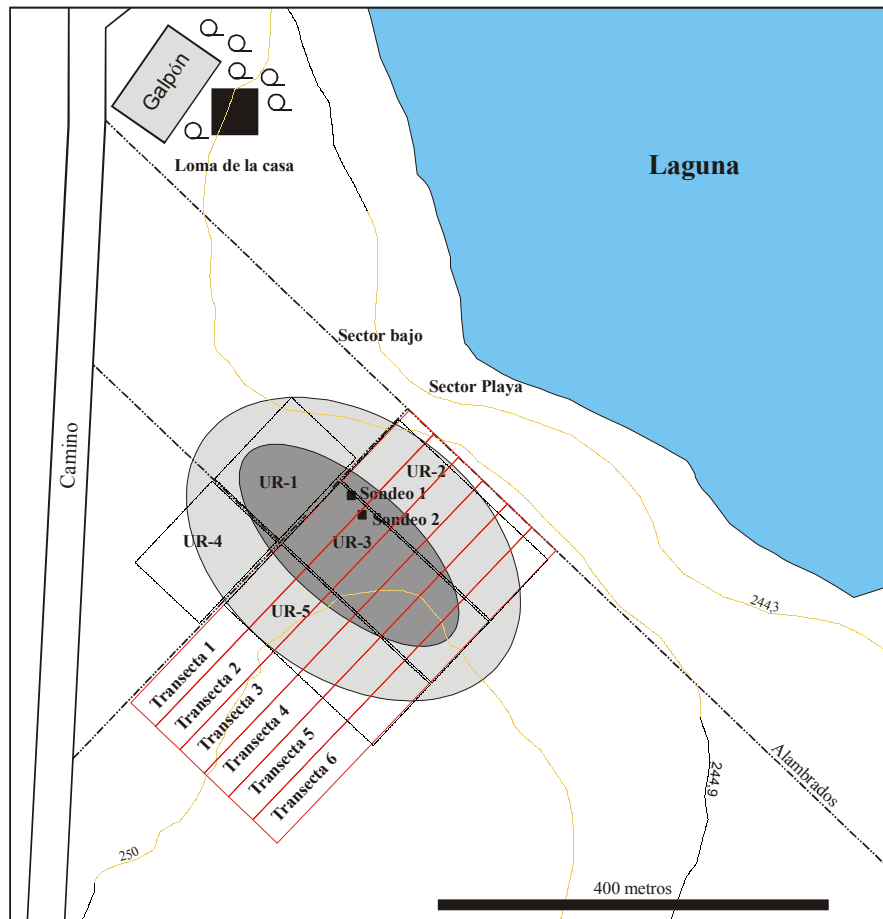 Galpón
Loma de la casa
Laguna
Sector bajo
Sector Playa
Camino
UR-2
UR-1
Sondeo 1
Sondeo 2
UR-4
UR-3
UR-5
244,3
Transecta 1
Transecta 2
Transecta 3
Transecta 4
Transecta 5
Transecta 6
Alambrados
244,9
250
400 metros